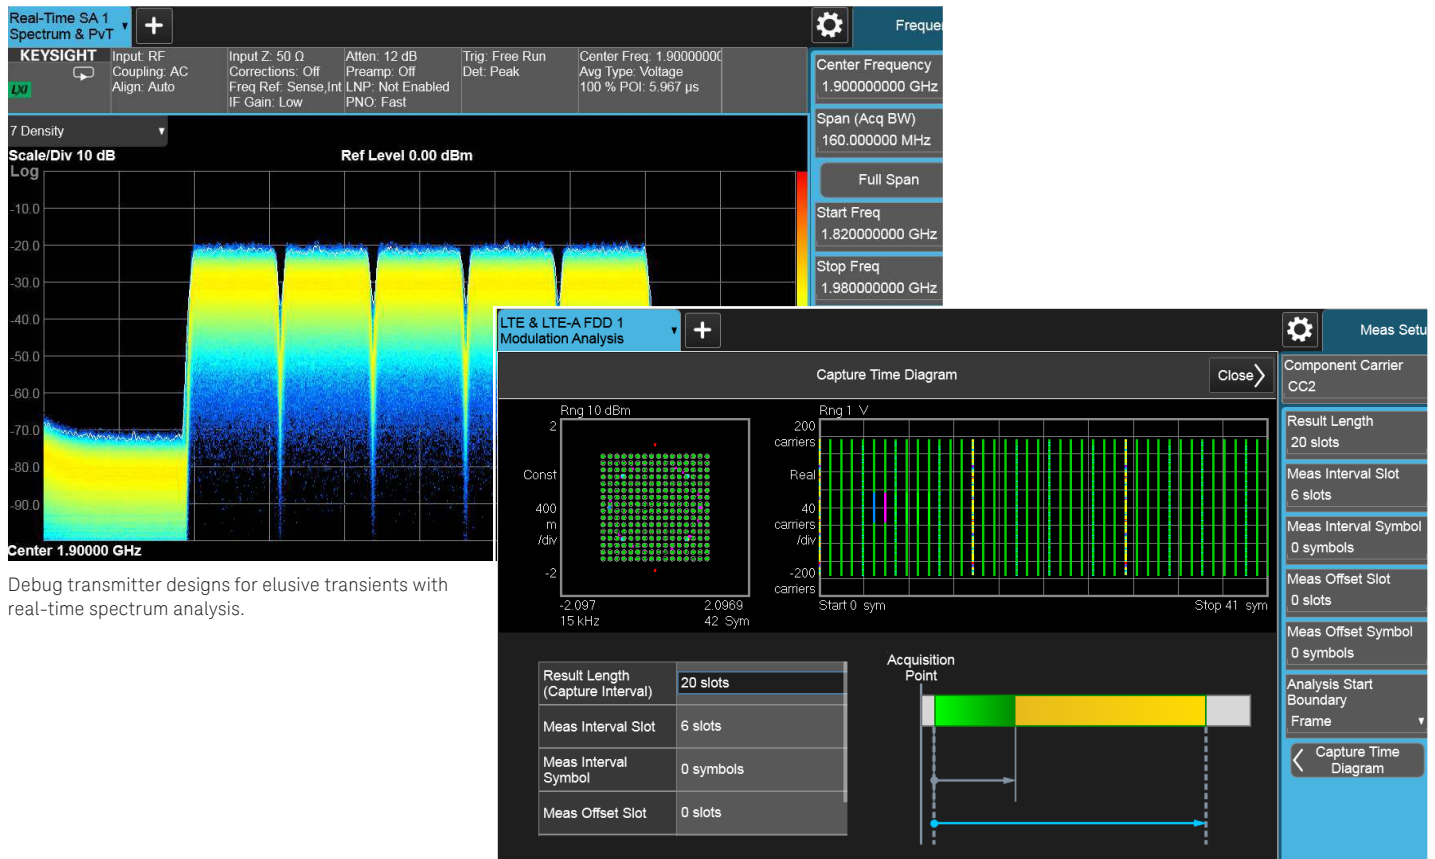 Real-Time SA 1
Spectrum & PvT
KEYSIGHT
LXI
Input: RF
Coupling: AC
Align: Auto
Input Z: 50 Ω
Corrections: Off
Freq Ref: Sense,Int
IF Gain: Low
Atten: 12 dB
Preamp: Off
LNP: Not Enabled
PNO: Fast
Trig: Free Run
Det: Peak
Center Freq: 1.90000000
Avg Type: Voltage
100 % POI: 5.967 µs
7 Density
Scale/Div 10 dB
Ref Level 0.00 dBm
Log
-10.0
-20.0
-30.0
-40.0
-50.0
-60.0
-70.0
-80.0
-90.0
Center 1.90000 GHz
Freque
Center Frequency
1.900000000 GHz
Span (Acq BW)
160.000000 MHz
Full Span
Start Freq
1.820000000 GHz
Stop Freq
1.980000000 GHz
Debug transmitter designs for elusive transients with
real-time spectrum analysis.
LTE & LTE-A FDD 1
Modulation Analysis
Capture Time Diagram
Close
Rng 10 dBm
2
Const
400
m
/div
-2
-2.097
2.0969
15 kHz
42 Sym
Rng 1 V
200
carriers
Real
40
carriers
/div
-200
carriers
Start 0 sym
Stop 41 sym
Result Length
(Capture Interval)
20 slots
Meas Interval Slot
6 slots
Meas Interval
Symbol
0 symbols
Meas Offset Slot
0 slots
Acquisition
Point
Meas Setu
Component Carrier
CC2
Result Length
20 slots
Meas Interval Slot
6 slots
Meas Interval Symbol
0 symbols
Meas Offset Slot
0 slots
Meas Offset Symbol
0 symbols
Analysis Start
Boundary
Frame
Capture Time
Diagram